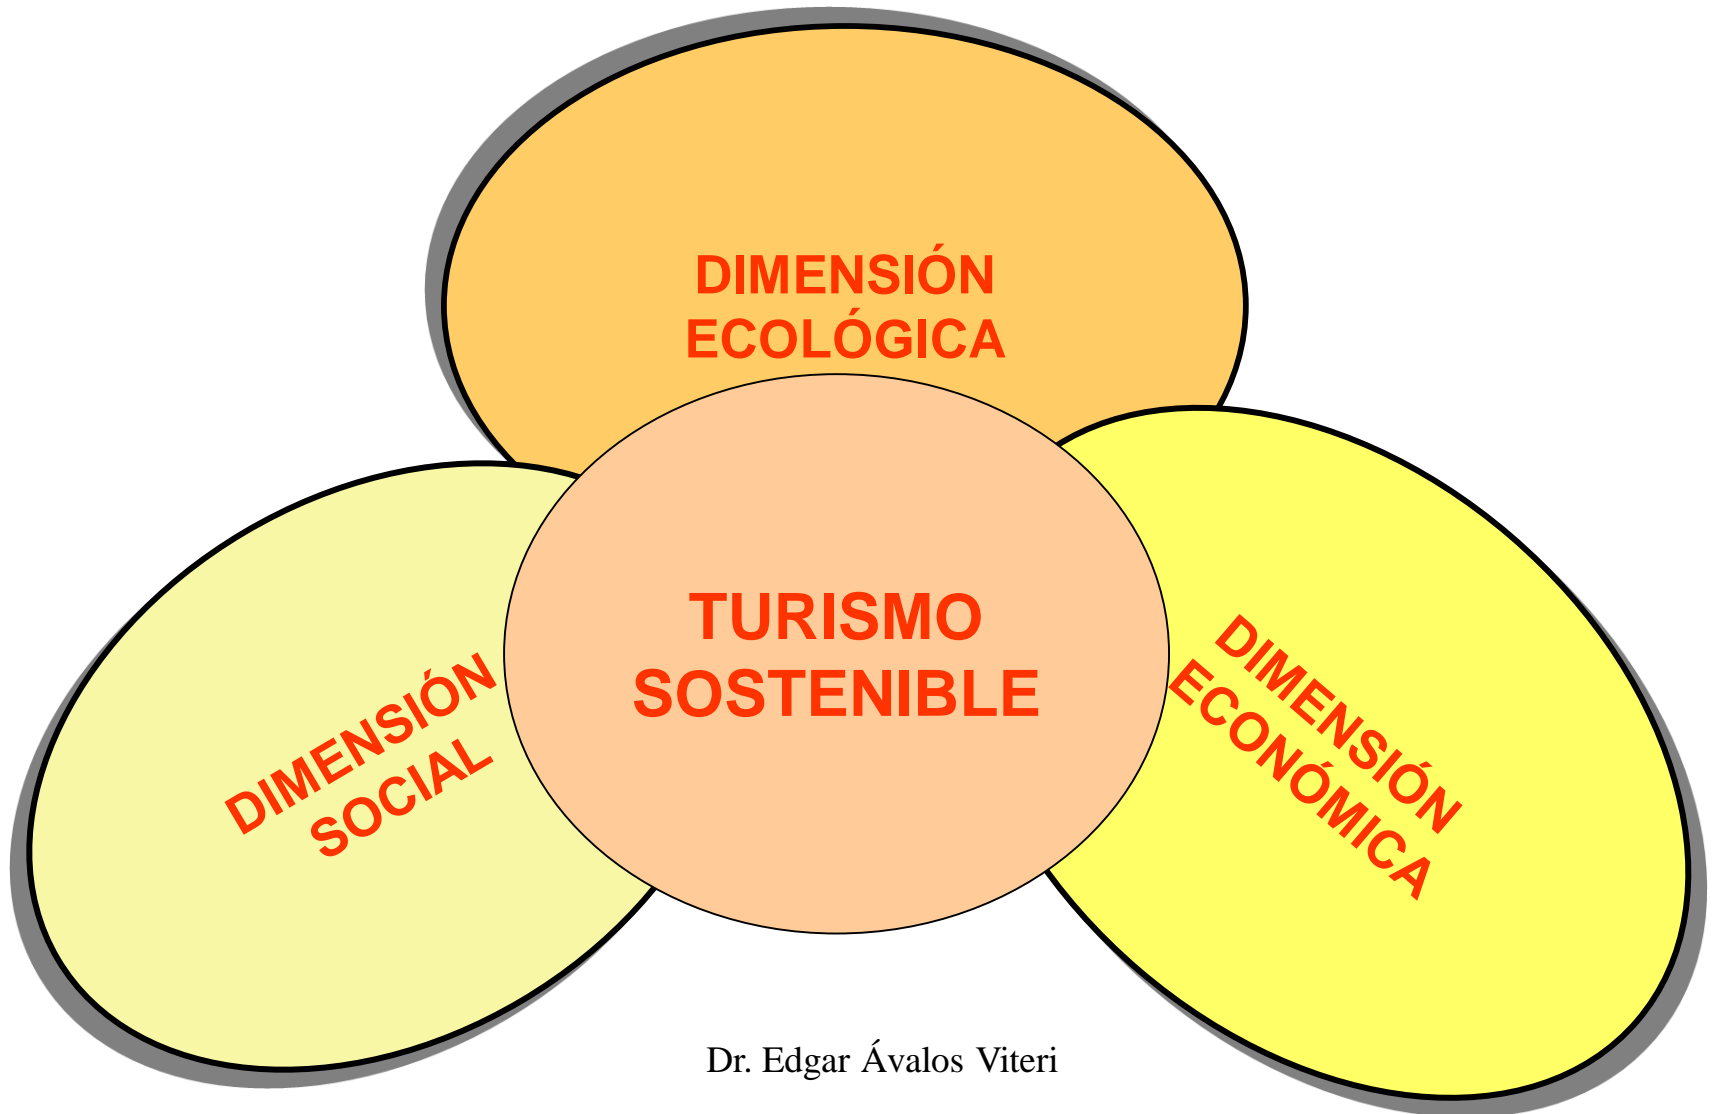 DIMENSIÓN
ECOLÓGICA
TURISMO
SOSTENIBLE
DIMENSIÓN
SOCIAL
DIMENSIÓN
ECONÓMICA
Dr. Edgar Ávalos Viteri